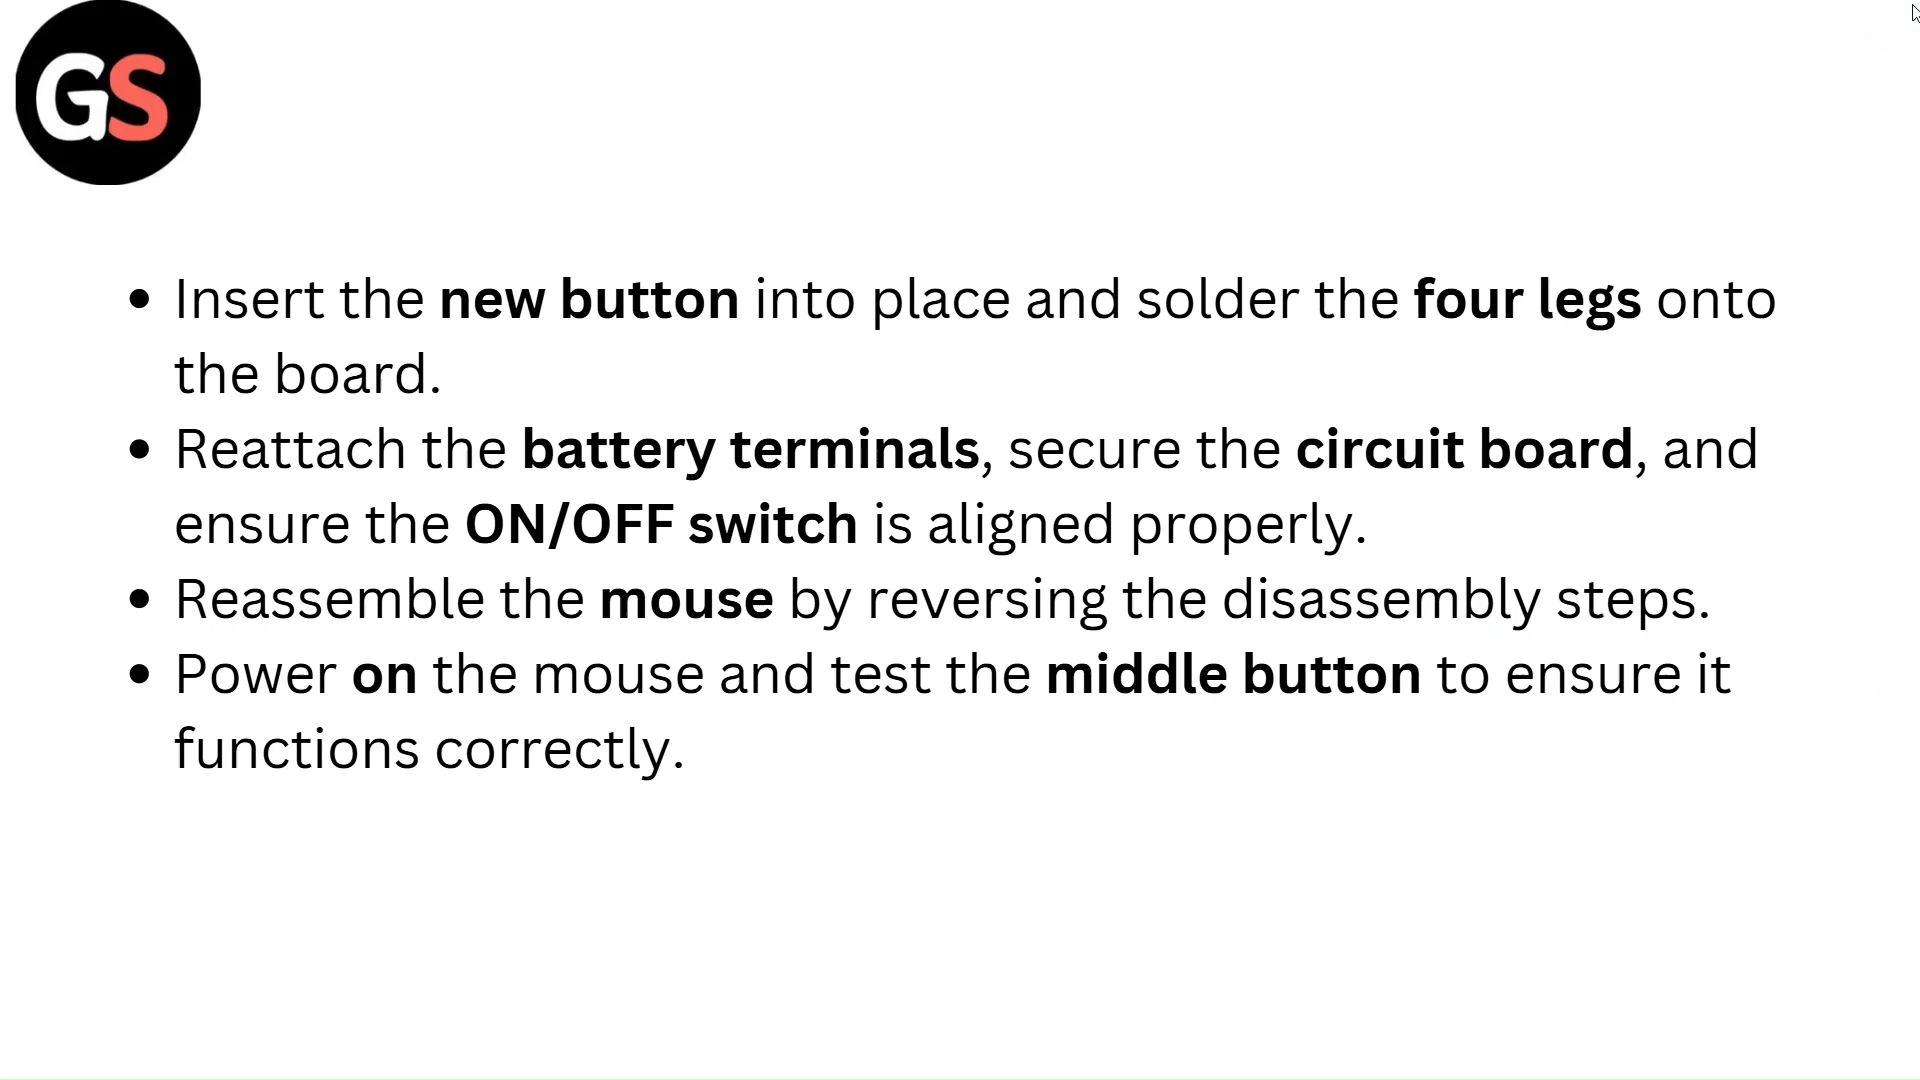 GS
• Insert the new button into place and solder the four legs onto
the board.
• Reattach the battery terminals, secure the circuit board, and
ensure the ON/OFF switch is aligned properly.
• Reassemble the mouse by reversing the disassembly steps.
• Power on the mouse and test the middle button to ensure it
functions correctly.